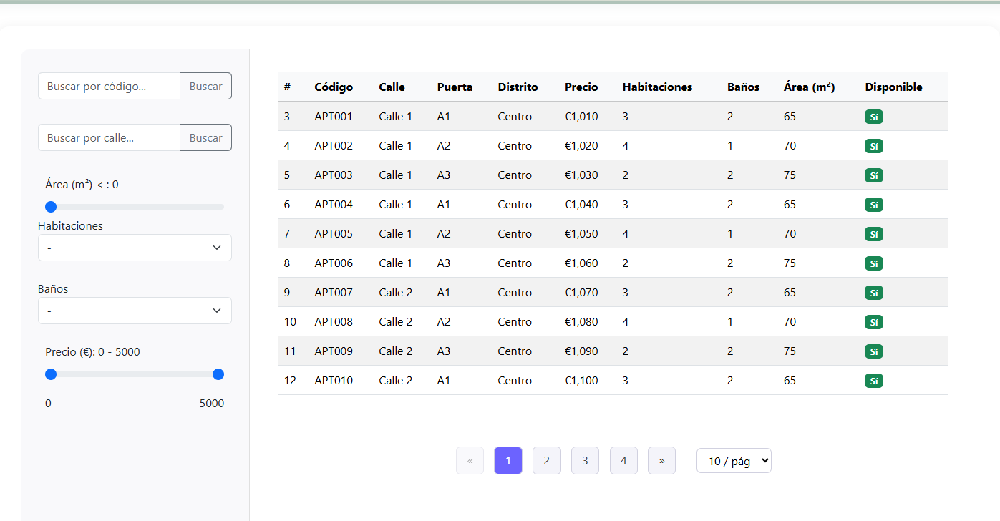 Buscar por código... Buscar
Buscar por calle... Buscar
Área (m²) < : 0
Habitaciones
-
Baños
-
Precio (€): 0 - 5000
0 5000
# Código Calle Puerta Distrito Precio Habitaciones Baños Área (m²) Disponible
3 APT001 Calle 1 A1 Centro €1,010 3 2 65 Sí
4 APT002 Calle 1 A2 Centro €1,020 4 1 70 Sí
5 APT003 Calle 1 A3 Centro €1,030 2 2 75 Sí
6 APT004 Calle 1 A1 Centro €1,040 3 2 65 Sí
7 APT005 Calle 1 A2 Centro €1,050 4 1 70 Sí
8 APT006 Calle 1 A3 Centro €1,060 2 2 75 Sí
9 APT007 Calle 2 A1 Centro €1,070 3 2 65 Sí
10 APT008 Calle 2 A2 Centro €1,080 4 1 70 Sí
11 APT009 Calle 2 A3 Centro €1,090 2 2 75 Sí
12 APT010 Calle 2 A1 Centro €1,100 3 2 65 Sí
« 1 2 3 4 » 10 / pág